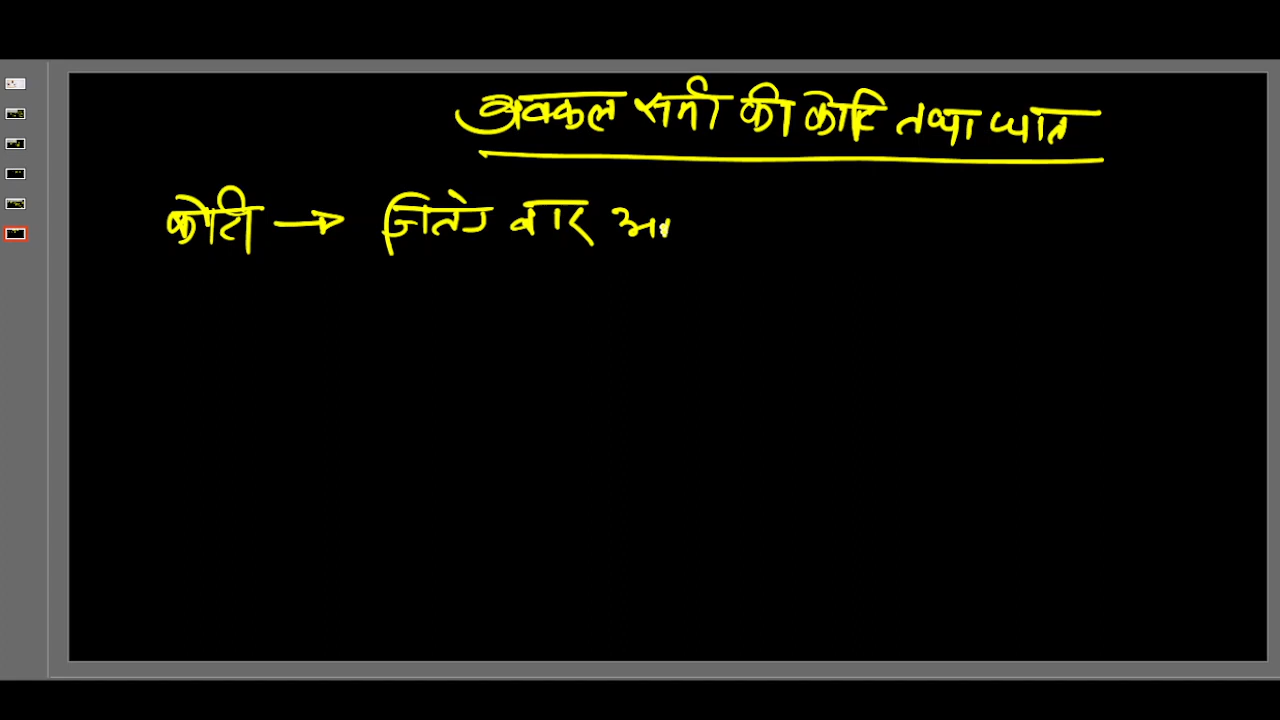 अवकल समी की कोटि तथा घात
कोटी → जितने बार अ